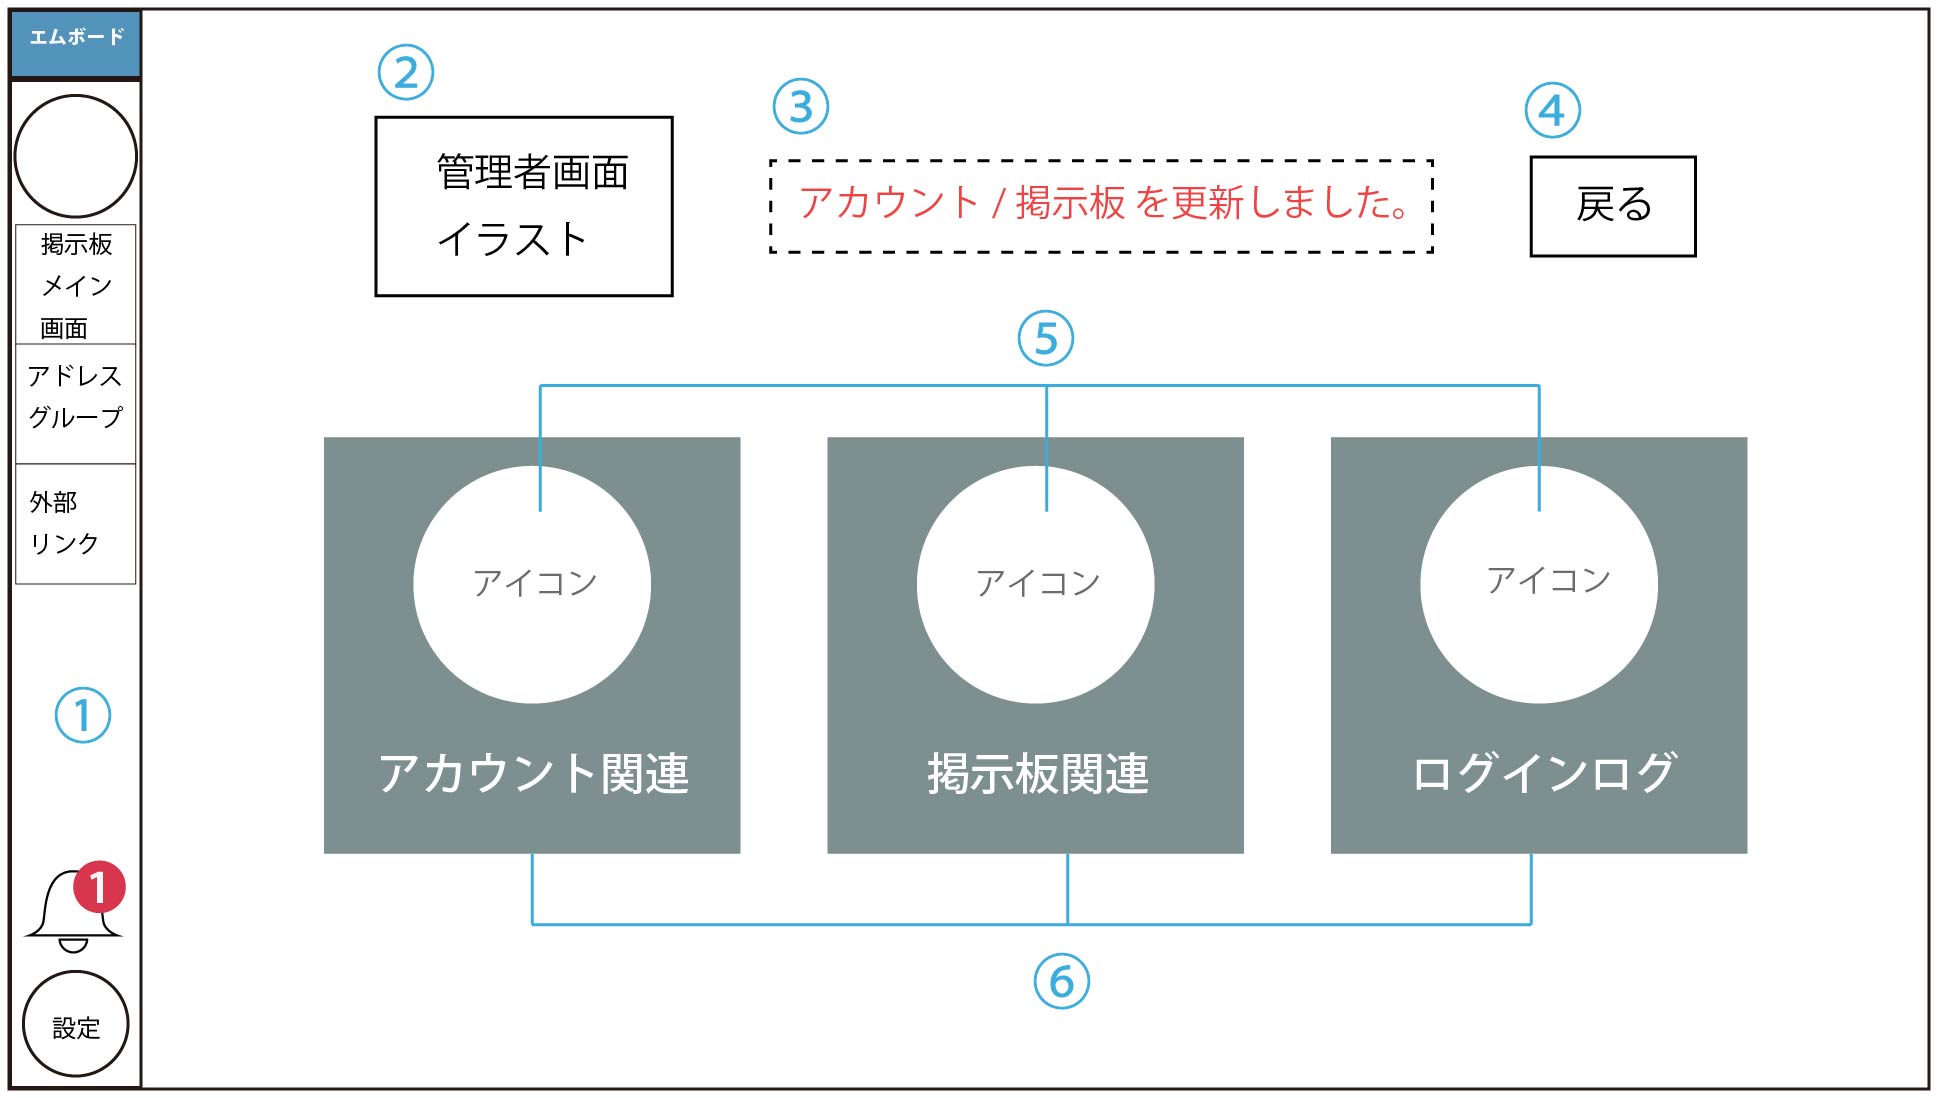 エムボード
掲示板
メイン
画面
アドレス
グループ
外部
リンク
①
1
設定
②
管理者画面
イラスト
③
アカウント / 掲示板 を更新しました。
④
戻る
⑤
アイコン
アカウント関連
アイコン
掲示板関連
アイコン
ログインログ
⑥